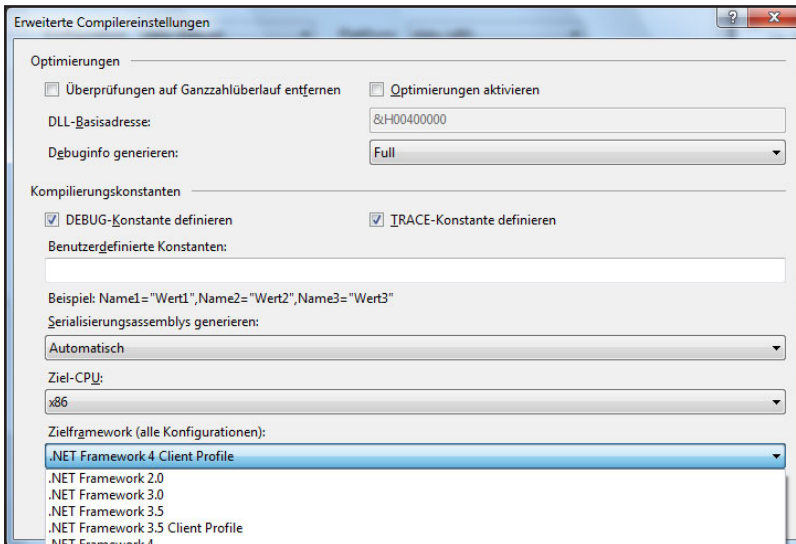 Erweiterte Compilereinstellungen
Optimierungen
Überprüfungen auf Ganzzahlüberlauf entfernen
Optimierungen aktivieren
DLL-Basisadresse:
&H00400000
Debuginfo generieren:
Full
Kompilierungskonstanten
DEBUG-Konstante definieren
TRACE-Konstante definieren
Benutzerdefinierte Konstanten:
Beispiel: Name1="Wert1",Name2="Wert2",Name3="Wert3"
Serialisierungsassemblys generieren:
Automatisch
Ziel-CPU:
x86
Zielframework (alle Konfigurationen):
.NET Framework 4 Client Profile
.NET Framework 2.0
.NET Framework 3.0
.NET Framework 3.5
.NET Framework 3.5 Client Profile
.NET Framework 4